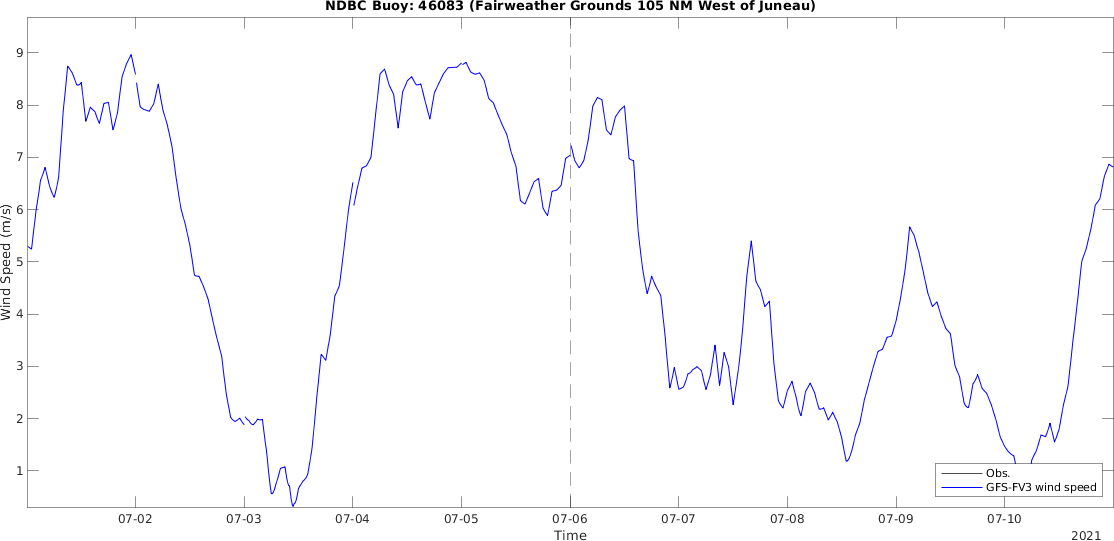 NDBC Buoy: 46083 (Fairweather Grounds 105 NM West of Juneau)
9
8
7
6
5
4
3
2
1
Wind Speed (m/s)
Obs.
GFS-FV3 wind speed
07-02 07-03 07-04 07-05 07-06 07-07 07-08 07-09 07-10
Time
2021